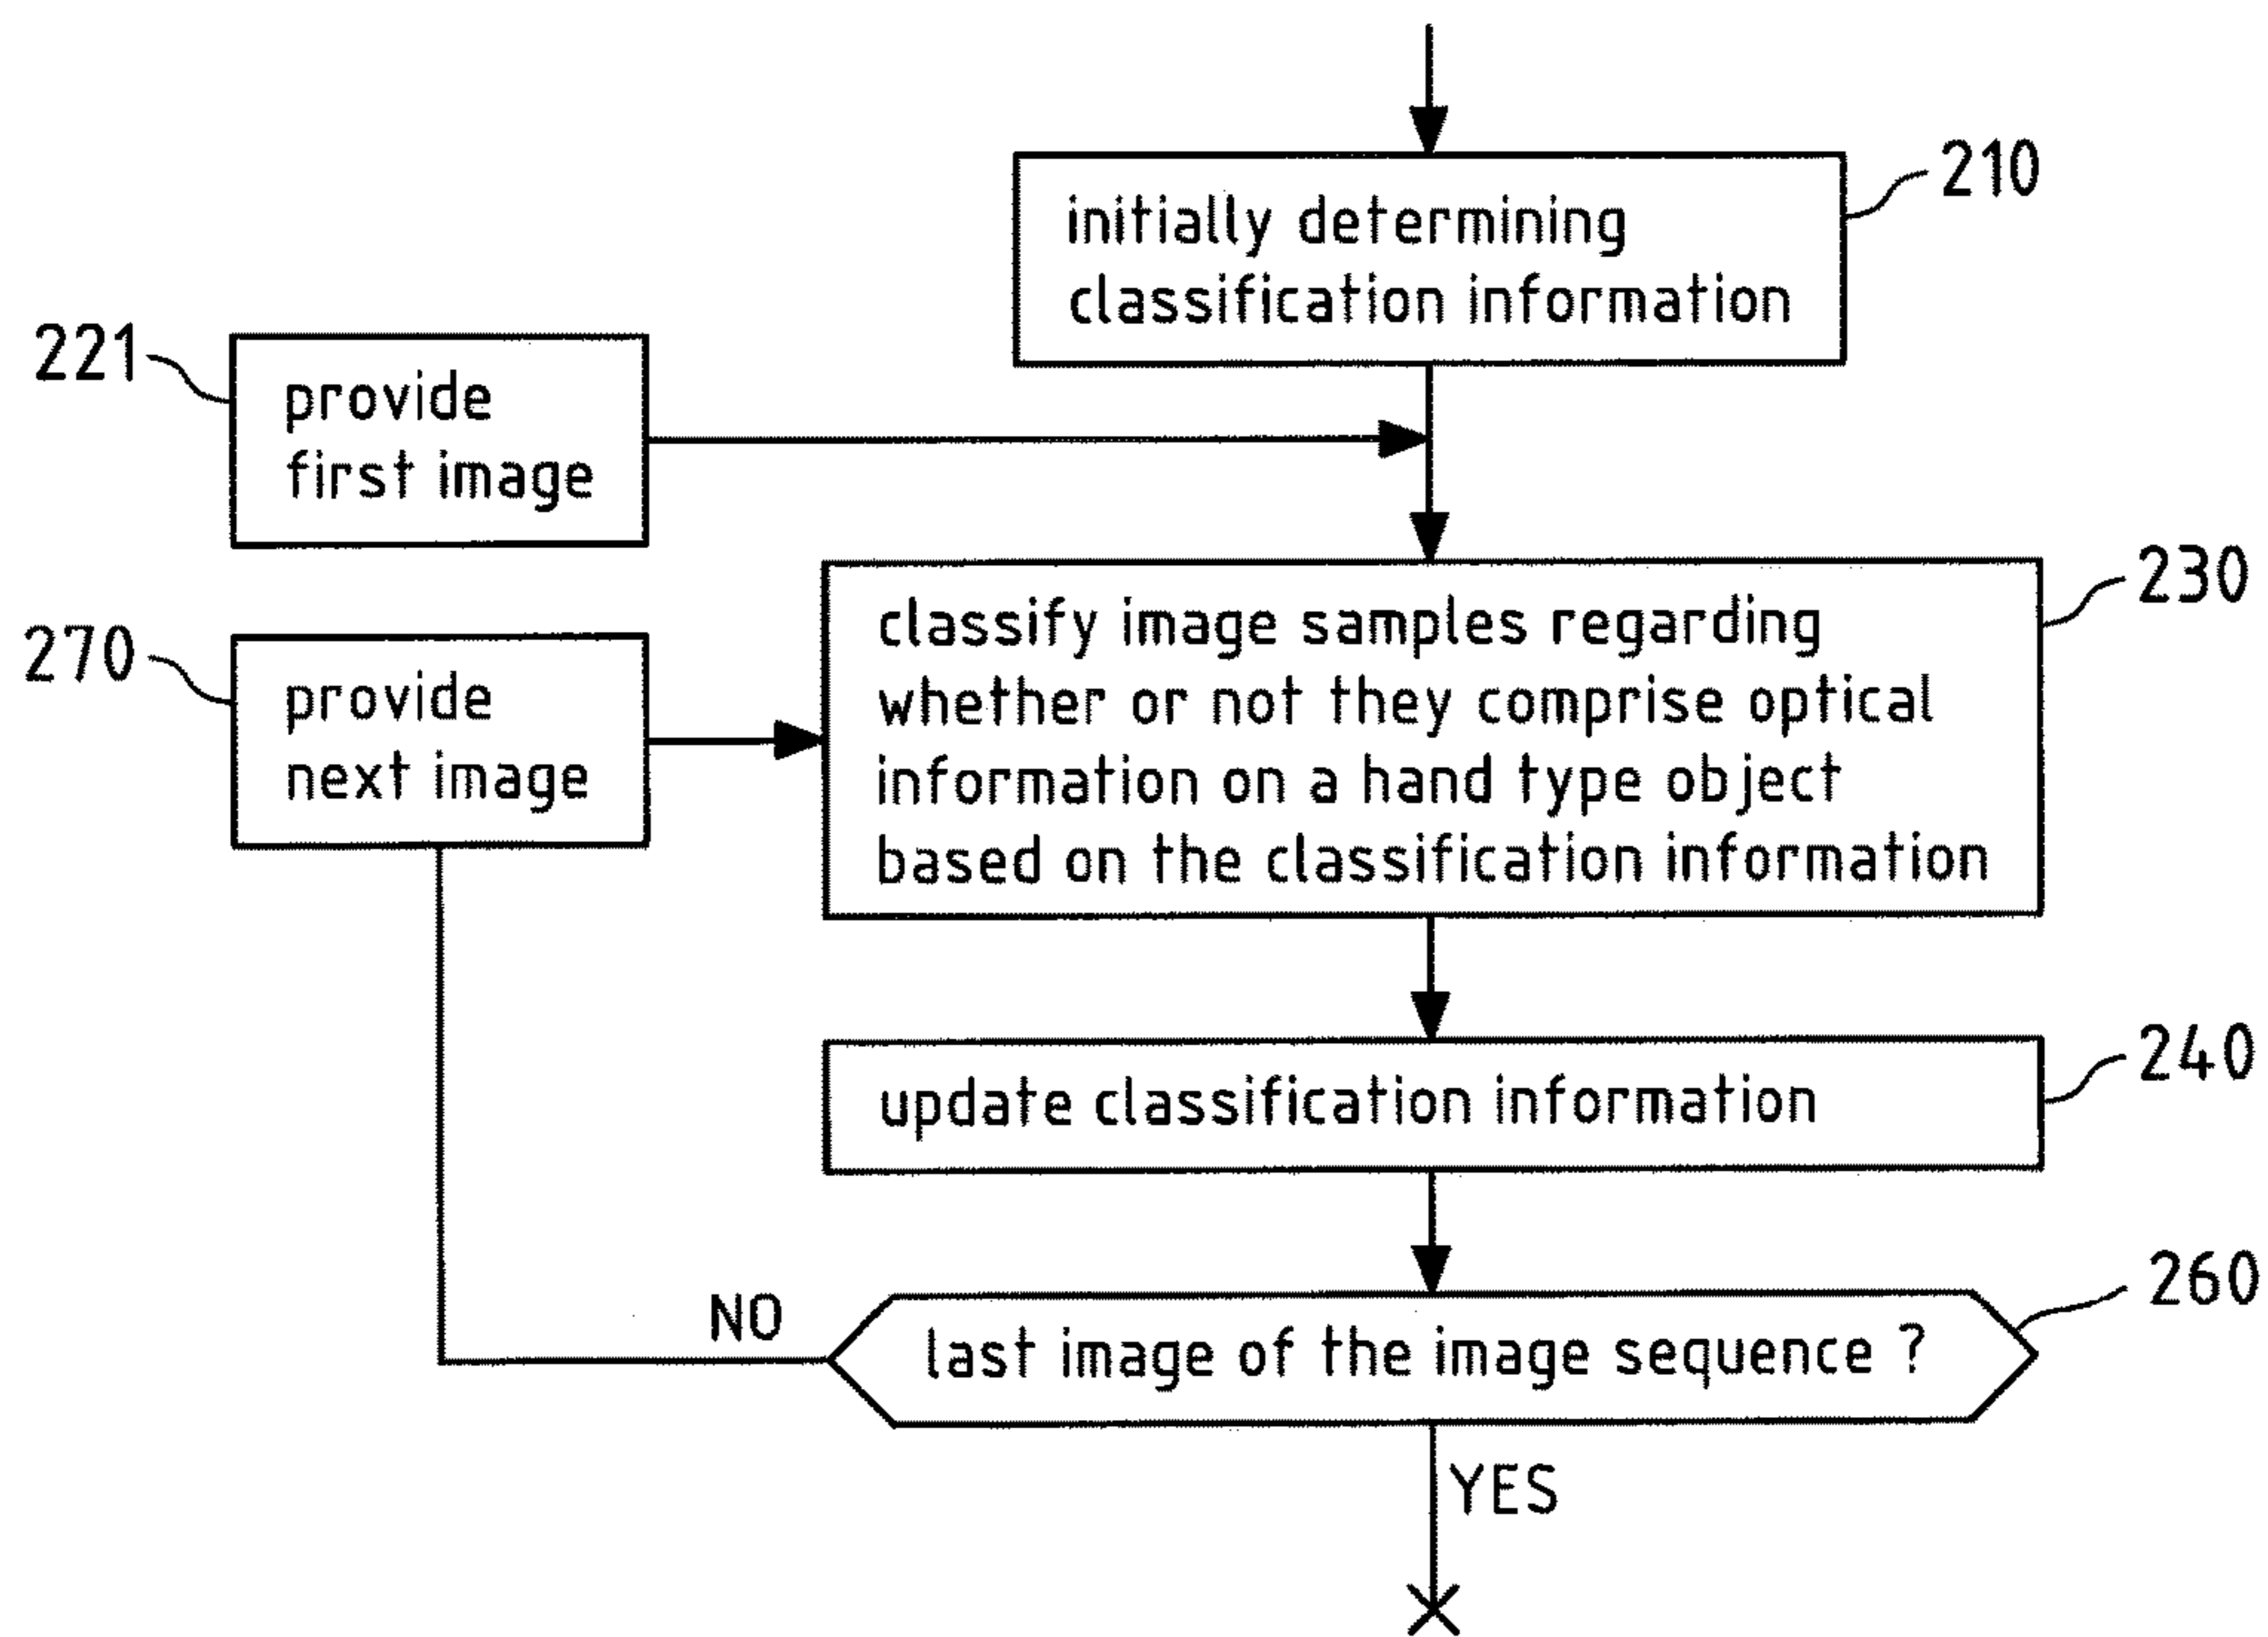 210
initially determining
classification information
221
provide
first image
230
classify image samples regarding
whether or not they comprise optical
information on a hand type object
based on the classification information
270
provide
next image
240
update classification information
260
NO
last image of the image sequence ?
YES